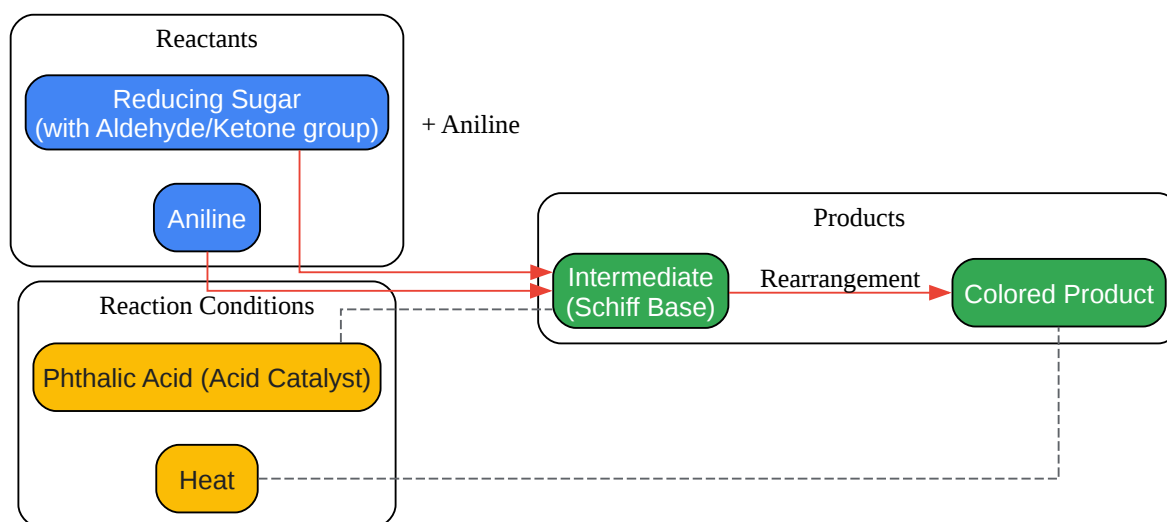 Reactants
Reducing Sugar
(with Aldehyde/Ketone group)
+ Aniline
Aniline
Products
Intermediate
(Schiff Base)
Rearrangement
Colored Product
Reaction Conditions
Phthalic Acid (Acid Catalyst)
Heat